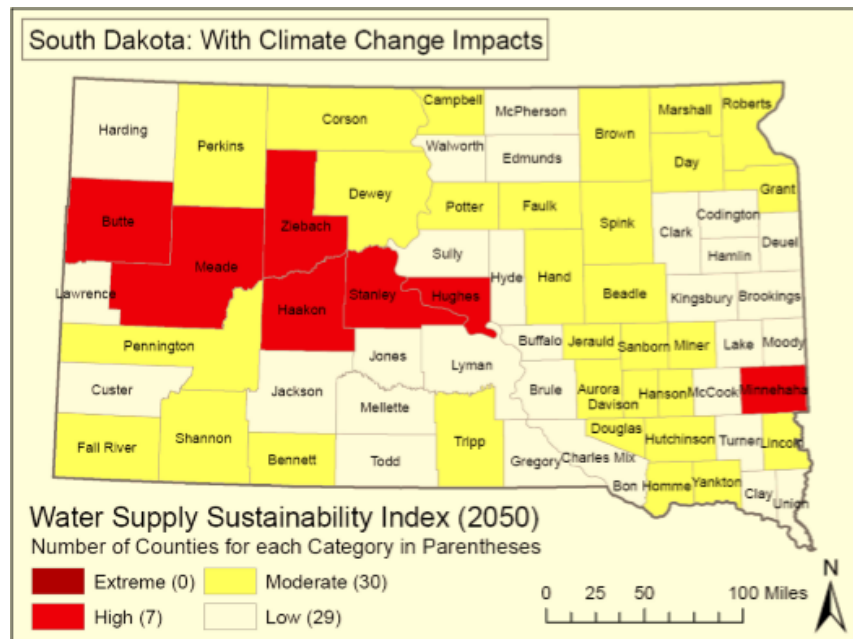 South Dakota: With Climate Change Impacts
Campbell
McPherson
Marshall
Roberts
Harding
Corson
Perkins
Brown
Walworth
Edmunds
Day
Dewey
Grant
Butte
Ziebach
Potter
Faulk
Spink
Codington
Clark
Deuel
Hamlin
Meade
Sully
Hyde
Hand
Lawrence
Haakon
Stanley
Hughes
Beadle
Kingsbury
Brookings
Pennington
Buffalo
Jerauld
Sanborn
Miner
Lake
Moody
Jones
Lyman
Custer
Jackson
Brule
Aurora
Davison
Hanson
McCook
Minnehaha
Mellette
Fall River
Shannon
Bennett
Todd
Tripp
Gregory
Charles Mix
Douglas
Hutchinson
Turner
Lincoln
Bon Homme
Yankton
Clay
Union
Water Supply Sustainability Index (2050)
Number of Counties for each Category in Parentheses
Extreme (0)
Moderate (30)
High (7)
Low (29)
0 25 50 100 Miles
N